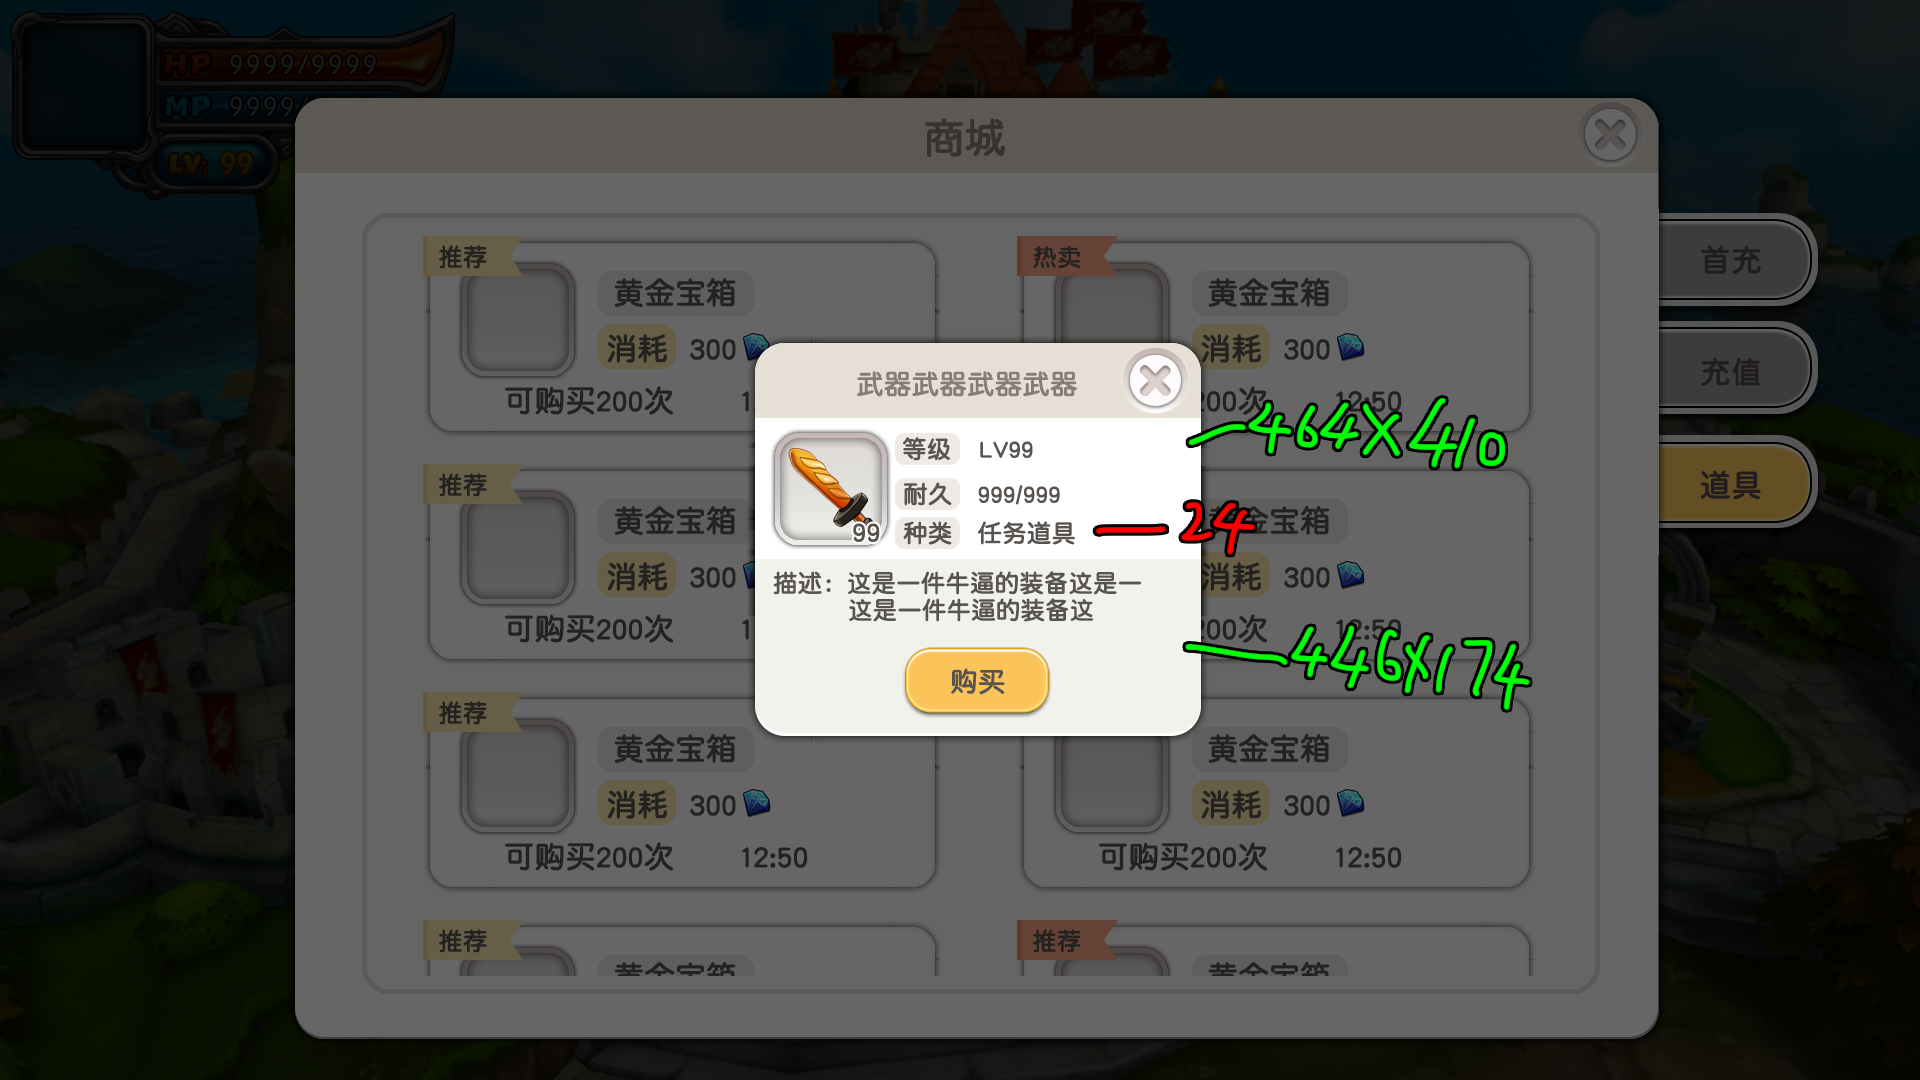 HP 9999/9999
MP 9999/
LV: 99
商城
首充
充值
道具
推荐
黄金宝箱
消耗 300
可购买200次 1
热卖
黄金宝箱
消耗 300
200次 12:50
推荐
黄金宝箱
消耗 300
可购买200次 1
黄金宝箱
消耗 300
200次 12:50
推荐
黄金宝箱
消耗 300
可购买200次 12:50
黄金宝箱
消耗 300
可购买200次 12:50
推荐
黄金宝箱
推荐
黄金宝箱
武器武器武器武器
99
等级 LV99
耐久 999/999
种类 任务道具
描述：这是一件牛逼的装备这是一
这是一件牛逼的装备这
购买
464X410
24
446X174